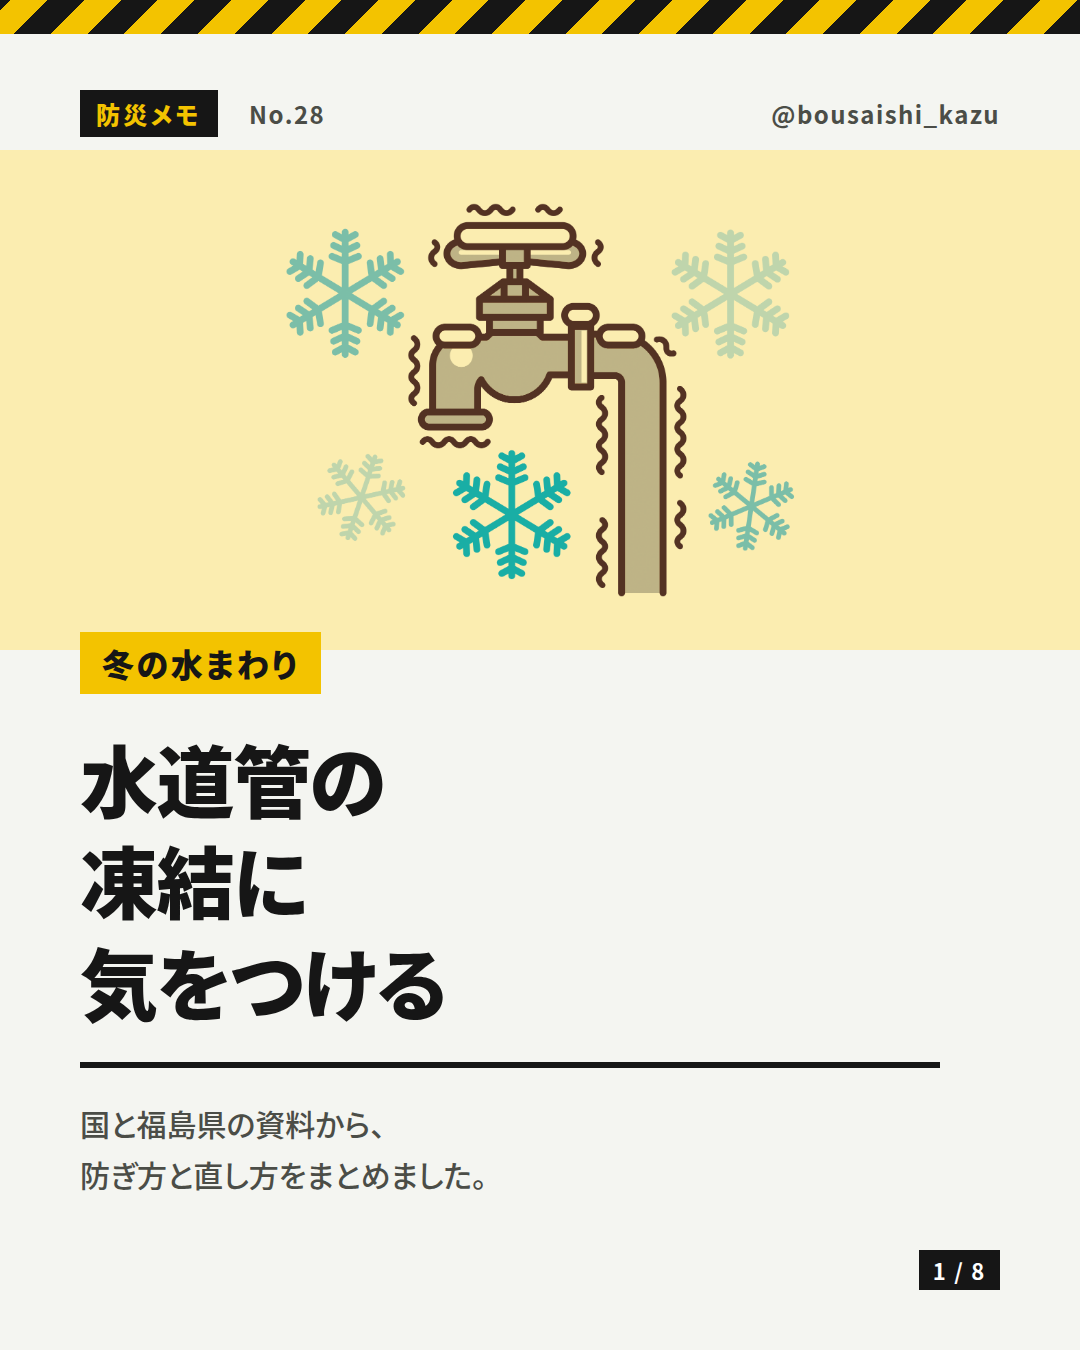 防災メモ No.28 @bousaishi_kazu
冬の水まわり
水道管の
凍結に
気をつける
国と福島県の資料から、
防ぎ方と直し方をまとめました。
1 / 8